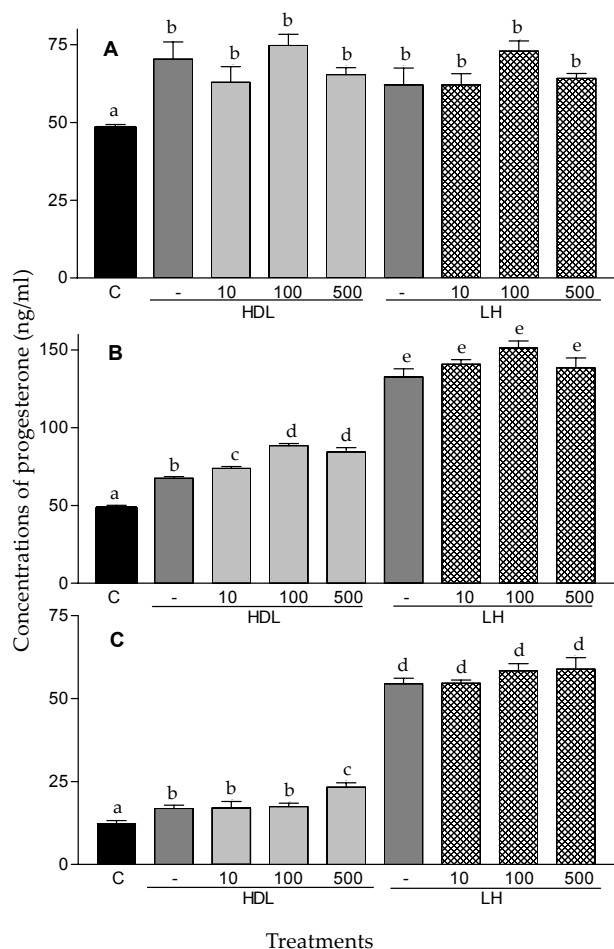 Concentrations of progesterone (ng/ml)
A
75
50
25
0
a b b b b b b b b
C - 10 100 500 - 10 100 500
HDL LH
B
150
100
50
0
a b c d d e e e e
C - 10 100 500 - 10 100 500
HDL LH
C
75
50
25
0
a b b b c d d d d
C - 10 100 500 - 10 100 500
HDL LH
Treatments